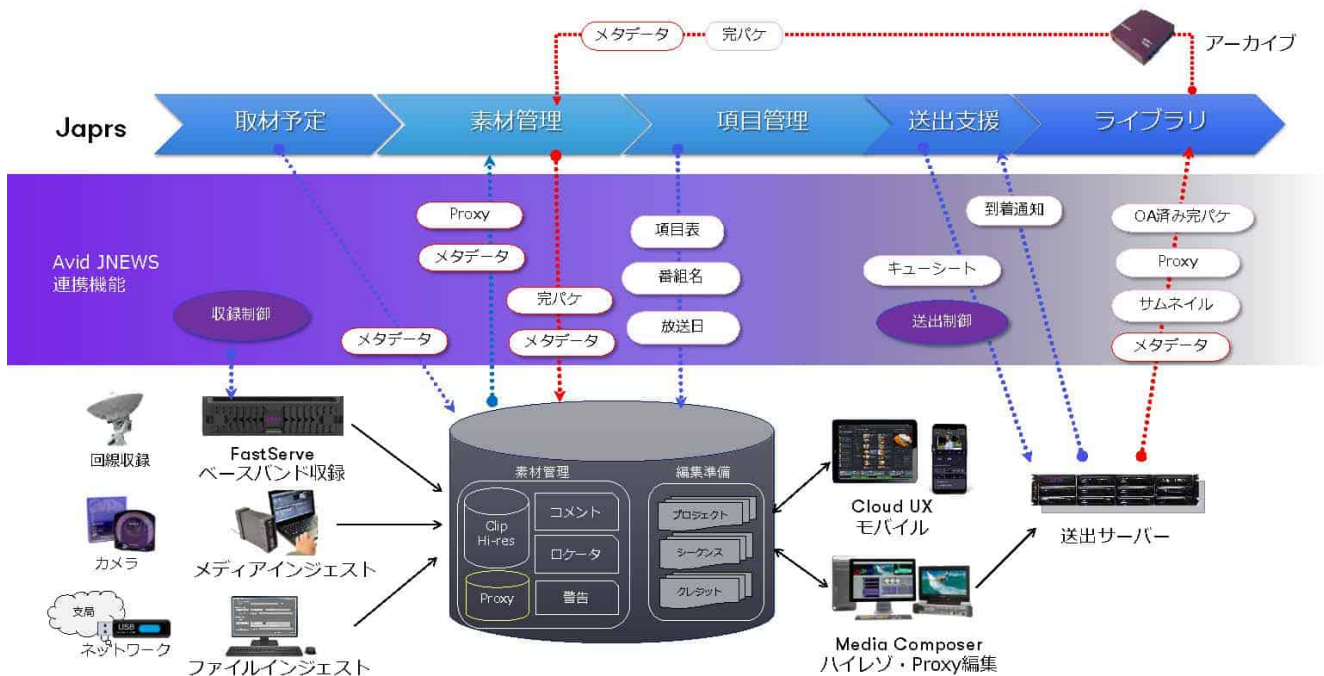 メタデータ
完パケ
アーカイブ
Japrs
取材予定
素材管理
項目管理
送出支援
ライブラリ
Avid JNEWS
連携機能
収録制御
メタデータ
Proxy
メタデータ
完パケ
メタデータ
項目表
番組名
放送日
キューシート
送出制御
到着通知
OA済み完パケ
Proxy
サムネイル
メタデータ
回線収録
FastServe
ベースバンド収録
カメラ
メディアインジェスト
支局
USB
ネットワーク
ファイルインジェスト
素材管理
Clip
Hi-res
Proxy
コメント
ロケータ
警告
編集準備
プロジェクト
シーケンス
クレジット
Cloud UX
モバイル
Media Composer
ハイレゾ・Proxy編集
送出サーバー